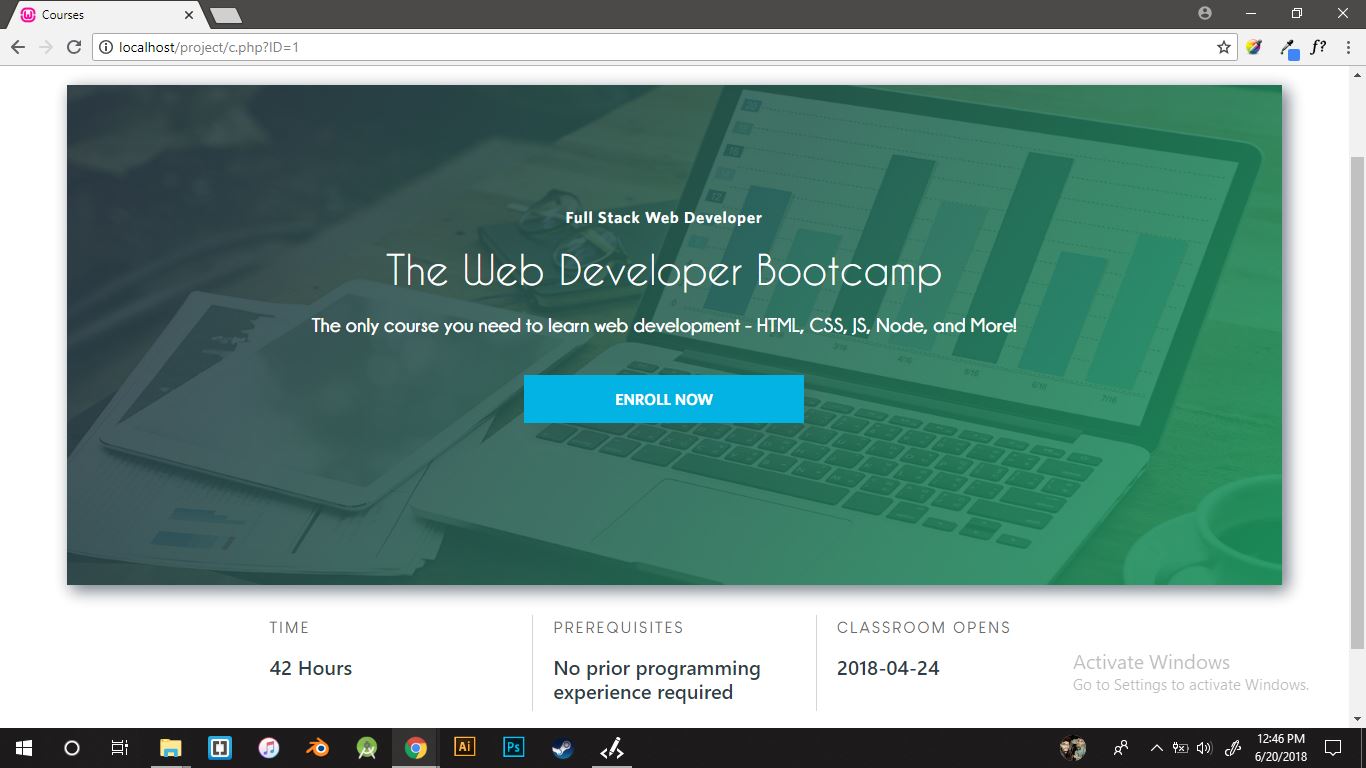 Courses
localhost/project/c.php?ID=1
f?
Full Stack Web Developer
The Web Developer Bootcamp
The only course you need to learn web development - HTML, CSS, JS, Node, and More!
ENROLL NOW
TIME
42 Hours
PREREQUISITES
No prior programming
experience required
CLASSROOM OPENS
2018-04-24
Activate Windows
Go to Settings to activate Windows.
Ai
Ps
12:46 PM
6/20/2018